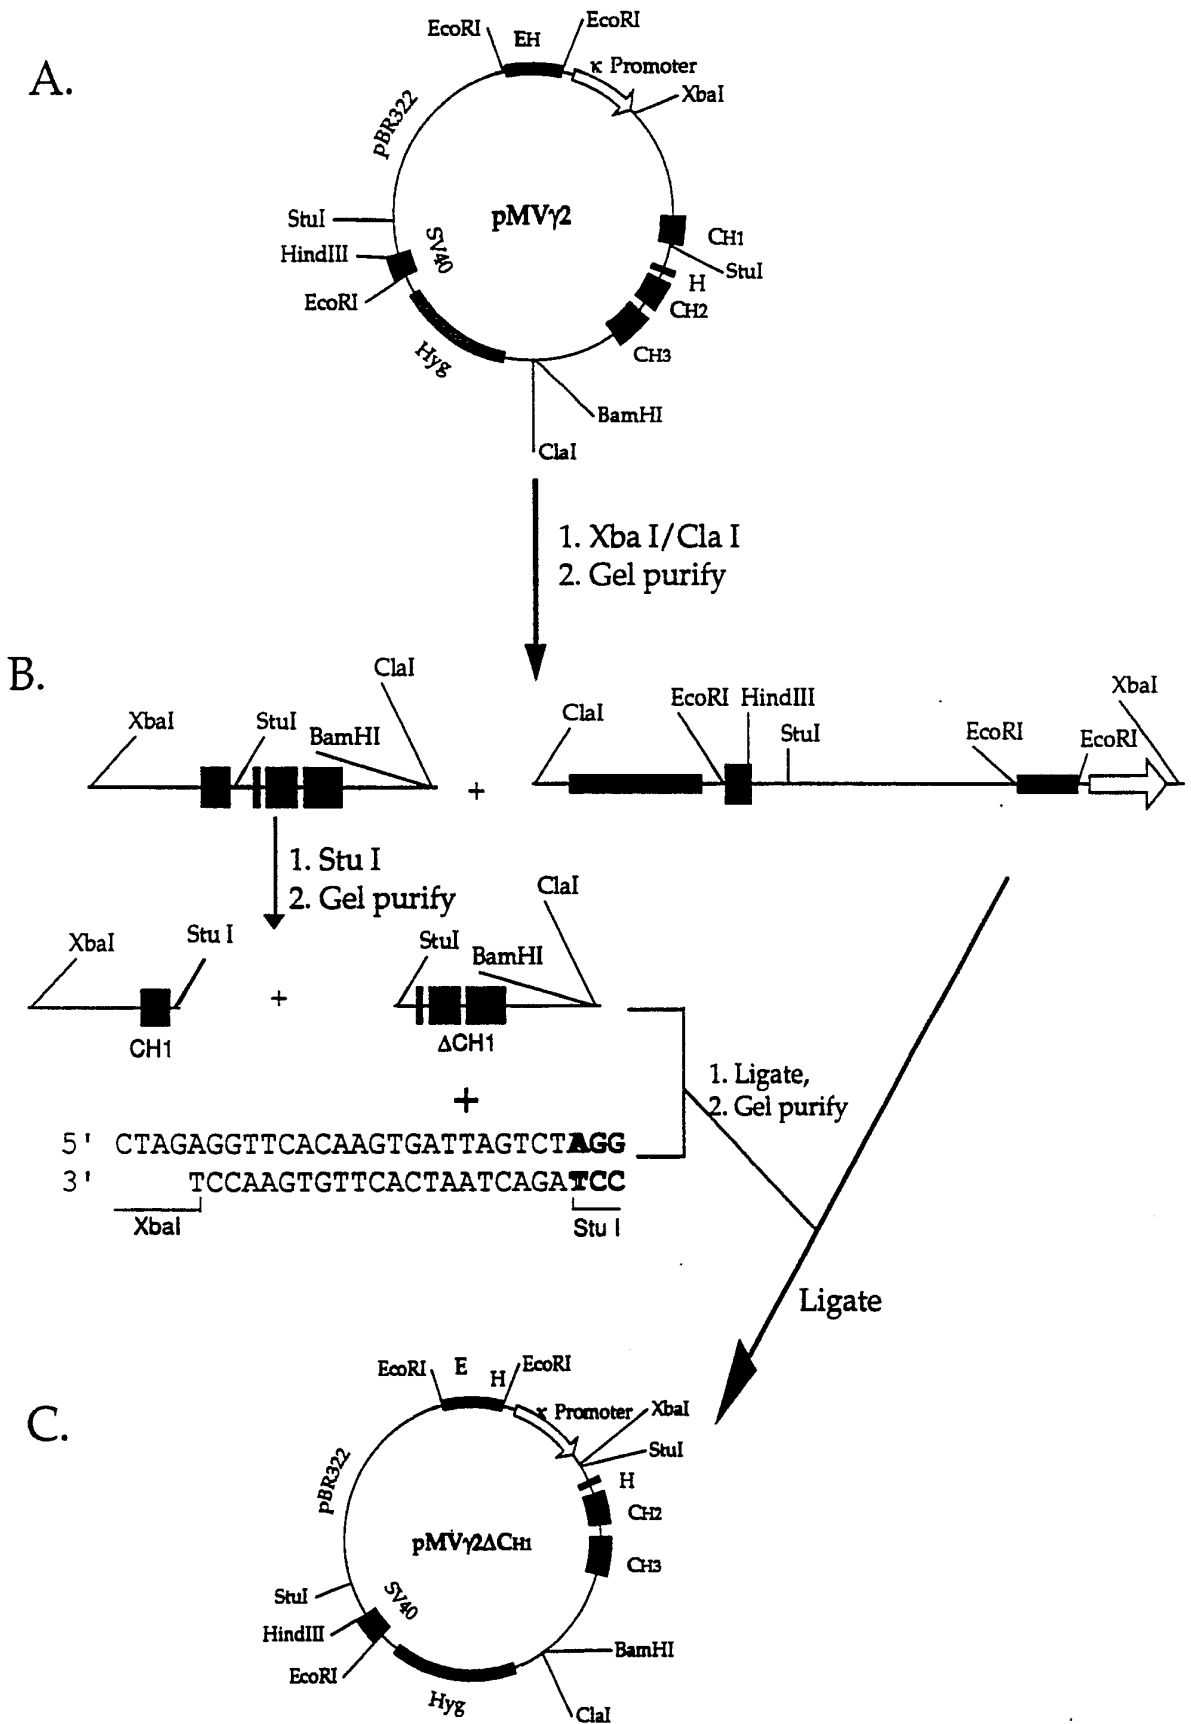 A.
EcoRI
EH
EcoRI
κ Promoter
XbaI
pBR322
pMVγ2
StuI
HindIII
SV40
EcoRI
CH1
StuI
H
CH2
CH3
Hyg
BamHI
ClaI
1. Xba I/Cla I
2. Gel purify
B.
XbaI
StuI
BamHI
ClaI
+
ClaI
EcoRI
HindIII
StuI
EcoRI
EcoRI
XbaI
1. Stu I
2. Gel purify
XbaI
Stu I
CH1
+
StuI
BamHI
ClaI
ΔCH1
+
5' CTAGAGGTTCACAAGTGATTAGTCTAGG
3' TCCAAGTGTTCACTAATCAGATCC
XbaI
Stu I
1. Ligate,
2. Gel purify
Ligate
C.
EcoRI
E H
EcoRI
κ Promoter
XbaI
StuI
H
CH2
CH3
pBR322
pMVγ2ΔCH1
StuI
SV40
HindIII
EcoRI
Hyg
BamHI
ClaI